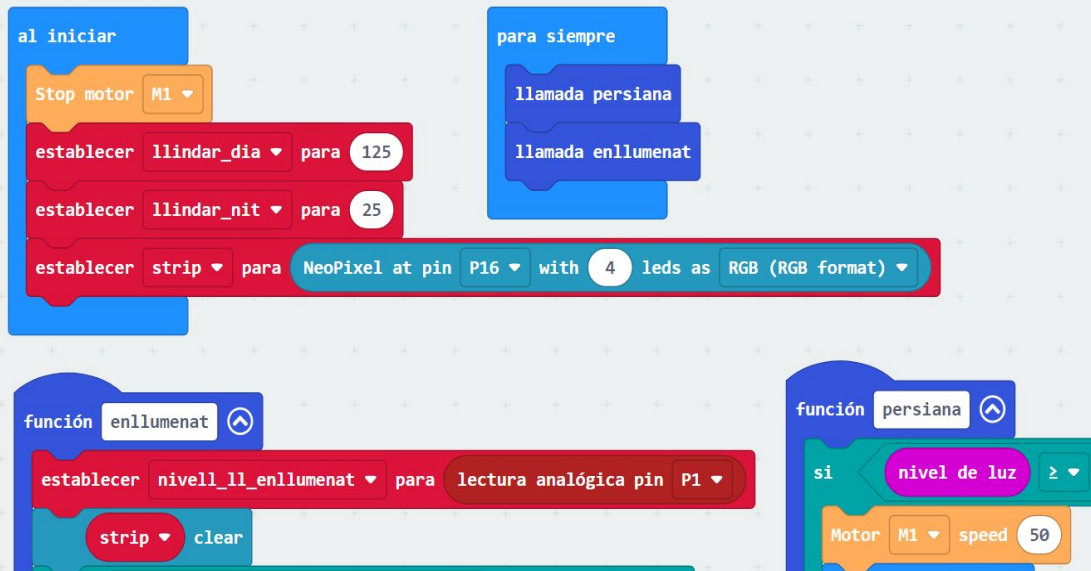 al iniciar
Stop motor M1
establecer llindar_dia para 125
establecer llindar_nit para 25
establecer strip para NeoPixel at pin P16 with 4 leds as RGB (RGB format)
para siempre
llamada persiana
llamada enllumenat
función enllumenat
establecer nivell_ll_enllumenat para lectura analógica pin P1
strip clear
función persiana
si nivel de luz ≥
Motor M1 speed 50